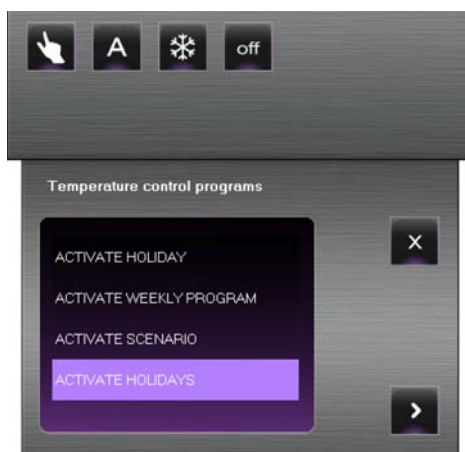 A
off
Temperature control programs
X
ACTIVATE HOLIDAY
ACTIVATE WEEKLY PROGRAM
ACTIVATE SCENARIO
ACTIVATE HOLIDAYS
>